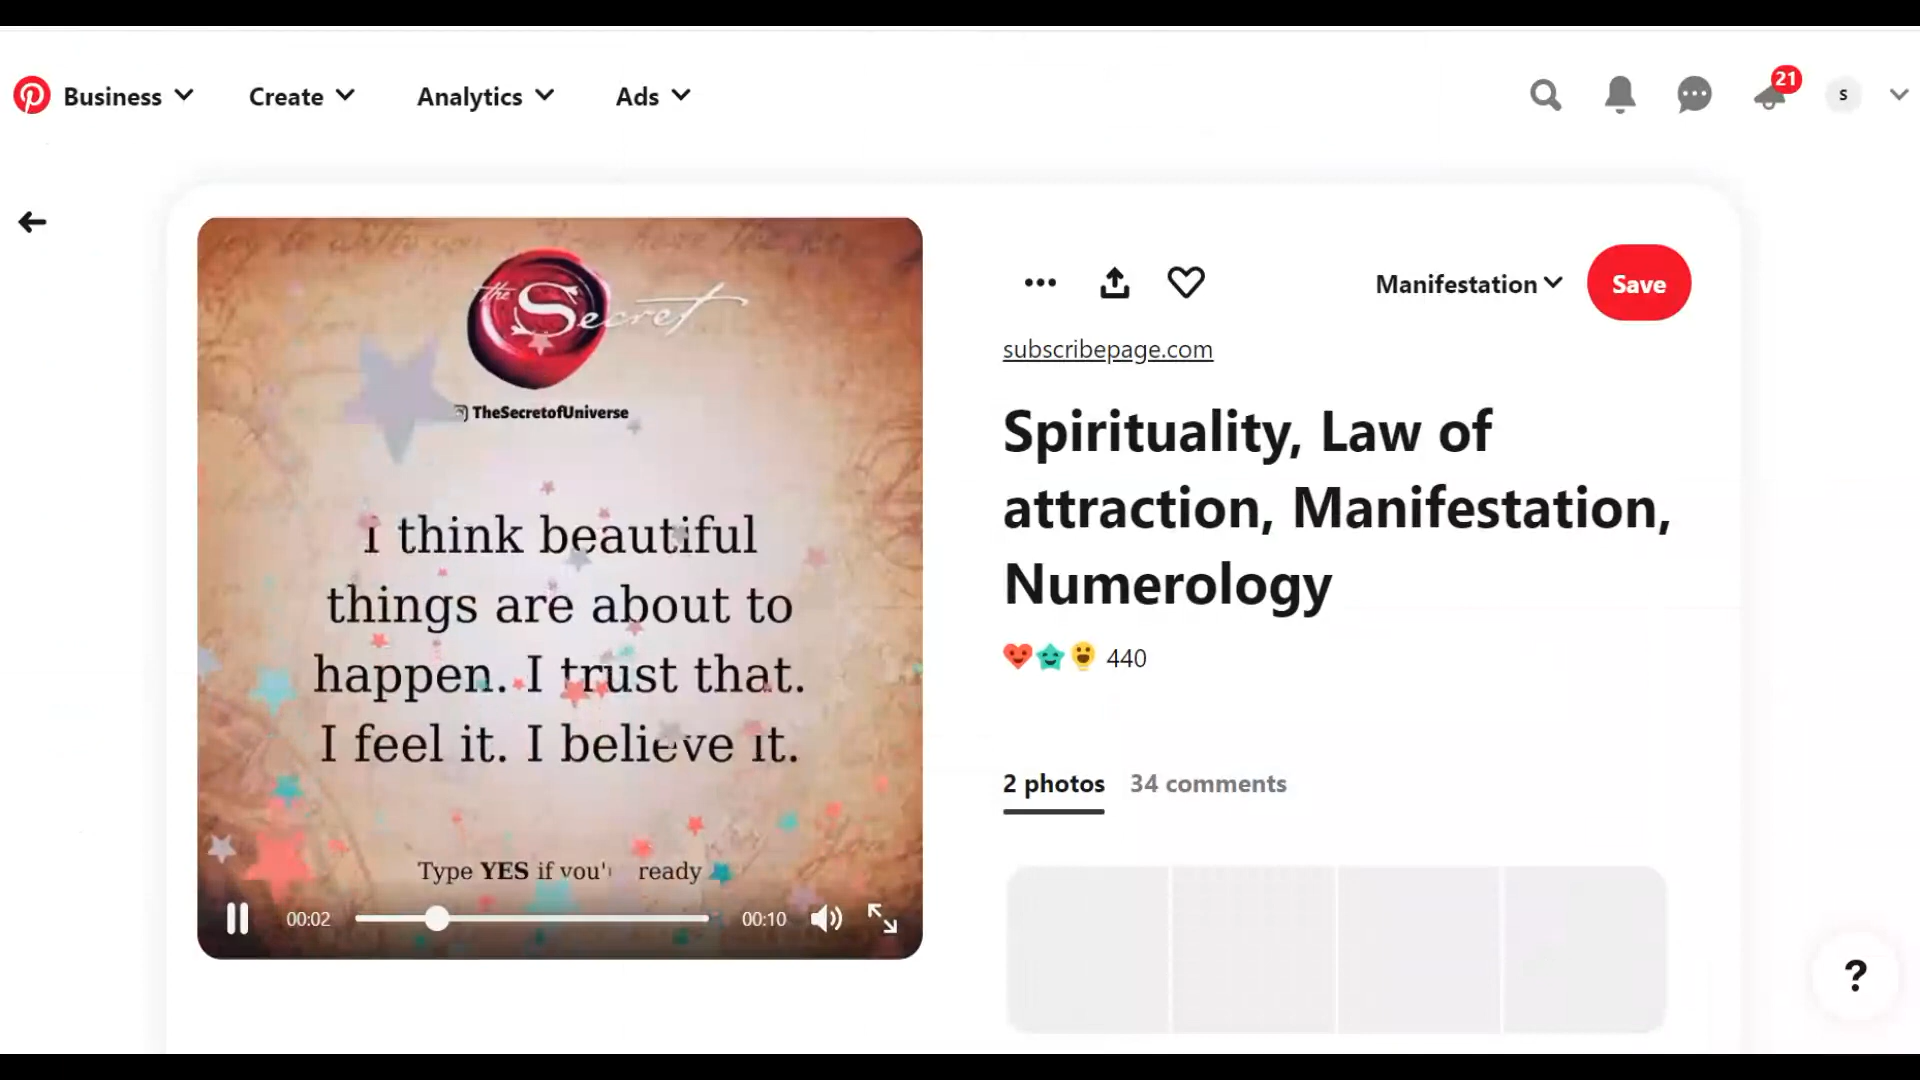 Business
Create
Analytics
Ads
21
s
the Secret
TheSecretofUniverse
I think beautiful
things are about to
happen. I trust that.
I feel it. I believe it.
Type YES if you' ready
00:02
00:10
Manifestation
Save
subscribepage.com
Spirituality, Law of
attraction, Manifestation,
Numerology
440
2 photos
34 comments
?